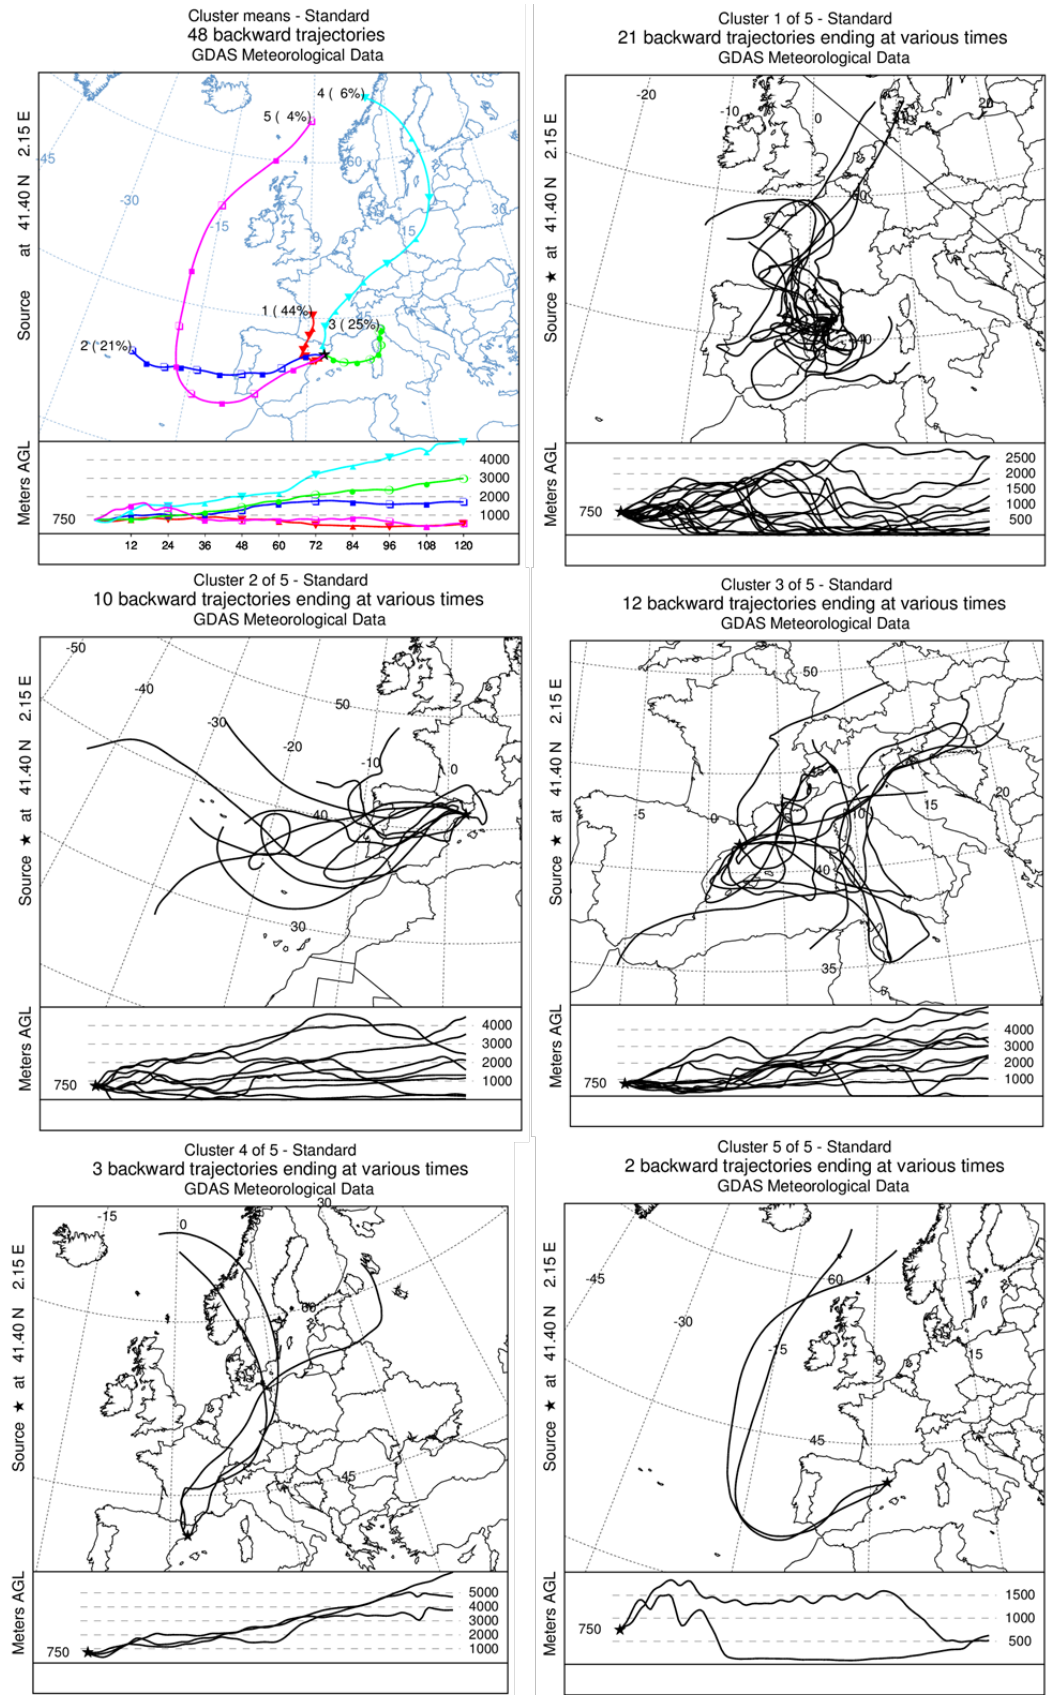 Cluster means - Standard
48 backward trajectories
GDAS Meteorological Data
Source ★ at 41.40 N 2.15 E
4 ( 6%)
5 ( 4%)
60
-45
-30
30
-15
15
0
1 (44%)
3 (25%)
2 (21%)
Meters AGL
4000
3000
2000
1000
750
12 24 36 48 60 72 84 96 108 120
Cluster 1 of 5 - Standard
21 backward trajectories ending at various times
GDAS Meteorological Data
Source ★ at 41.40 N 2.15 E
-20
-10
0
10
20
50
40
Meters AGL
2500
2000
1500
1000
500
750
Cluster 2 of 5 - Standard
10 backward trajectories ending at various times
GDAS Meteorological Data
Source ★ at 41.40 N 2.15 E
-50
-40
-30
-20
-10
0
50
40
30
Meters AGL
4000
3000
2000
1000
750
Cluster 3 of 5 - Standard
12 backward trajectories ending at various times
GDAS Meteorological Data
Source ★ at 41.40 N 2.15 E
50
-5
0
5
10
15
20
45
40
35
Meters AGL
4000
3000
2000
1000
750
Cluster 4 of 5 - Standard
3 backward trajectories ending at various times
GDAS Meteorological Data
Source ★ at 41.40 N 2.15 E
-15
0
30
60
45
Meters AGL
5000
4000
3000
2000
1000
750
Cluster 5 of 5 - Standard
2 backward trajectories ending at various times
GDAS Meteorological Data
Source ★ at 41.40 N 2.15 E
-45
-30
-15
0
15
60
45
Meters AGL
1500
1000
500
750